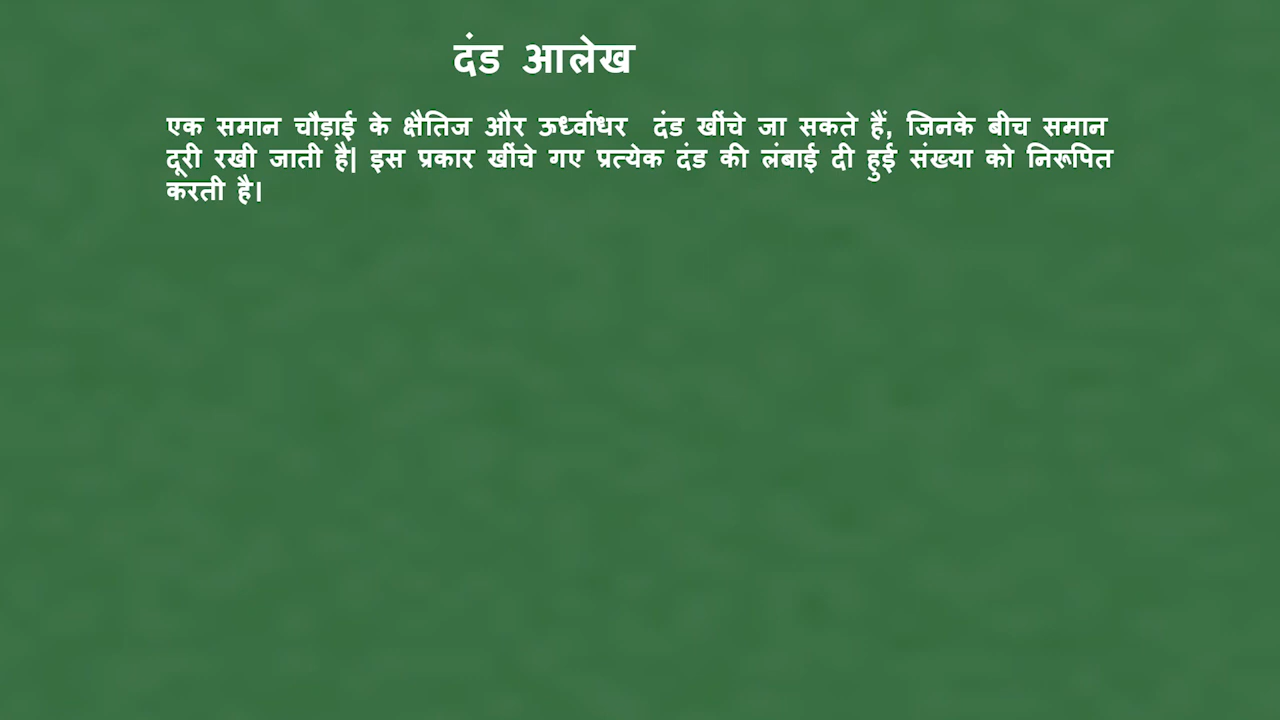 दंड आलेख
एक समान चौड़ाई के क्षैतिज और ऊर्ध्वाधर दंड खींचे जा सकते हैं, जिनके बीच समान
दूरी रखी जाती है| इस प्रकार खींचे गए प्रत्येक दंड की लंबाई दी हुई संख्या को निरूपित
करती है।